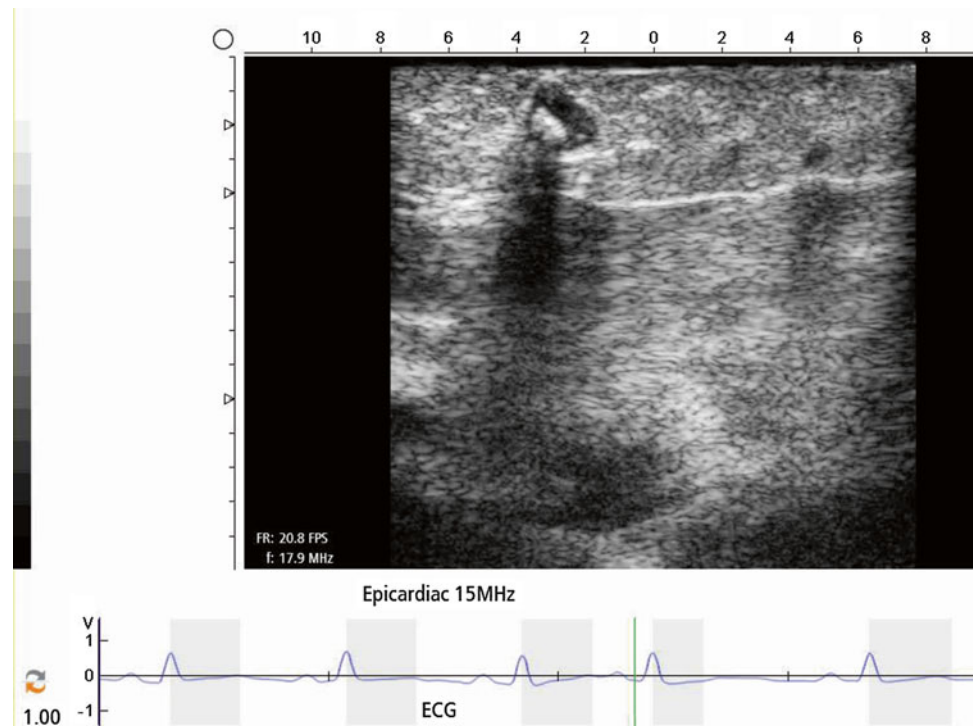 10 8 6 4 2 0 2 4 6 8
FR: 20.8 FPS
f: 17.9 MHz
Epicardiac 15MHz
V
1
0
-1
1.00
ECG